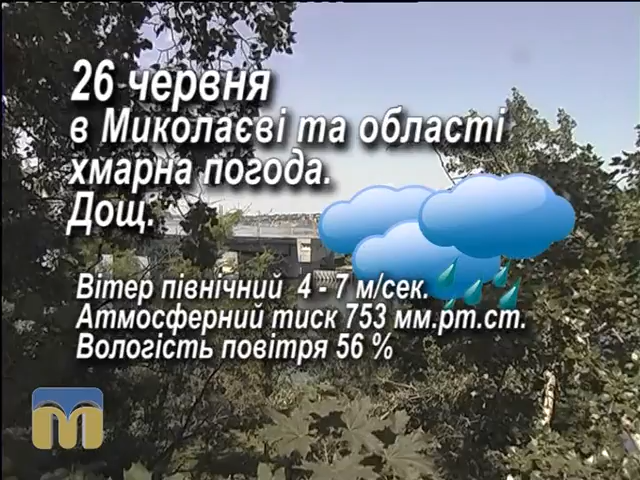 26 червня
в Миколаєві та області
хмарна погода.
Дощ.
Вітер північний 4 - 7 м/сек.
Атмосферний тиск 753 мм.рт.ст.
Вологість повітря 56 %
М